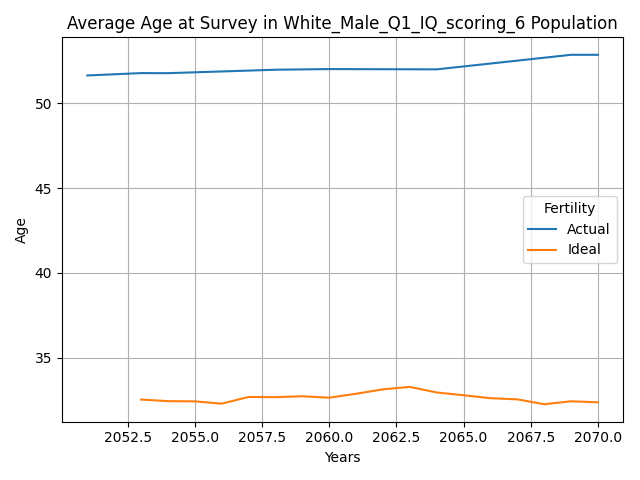 Average Age at Survey in White_Male_Q1_IQ_scoring_6 Population
Age
50
45
40
35
Fertility
Actual
Ideal
2052.5 2055.0 2057.5 2060.0 2062.5 2065.0 2067.5 2070.0
Years